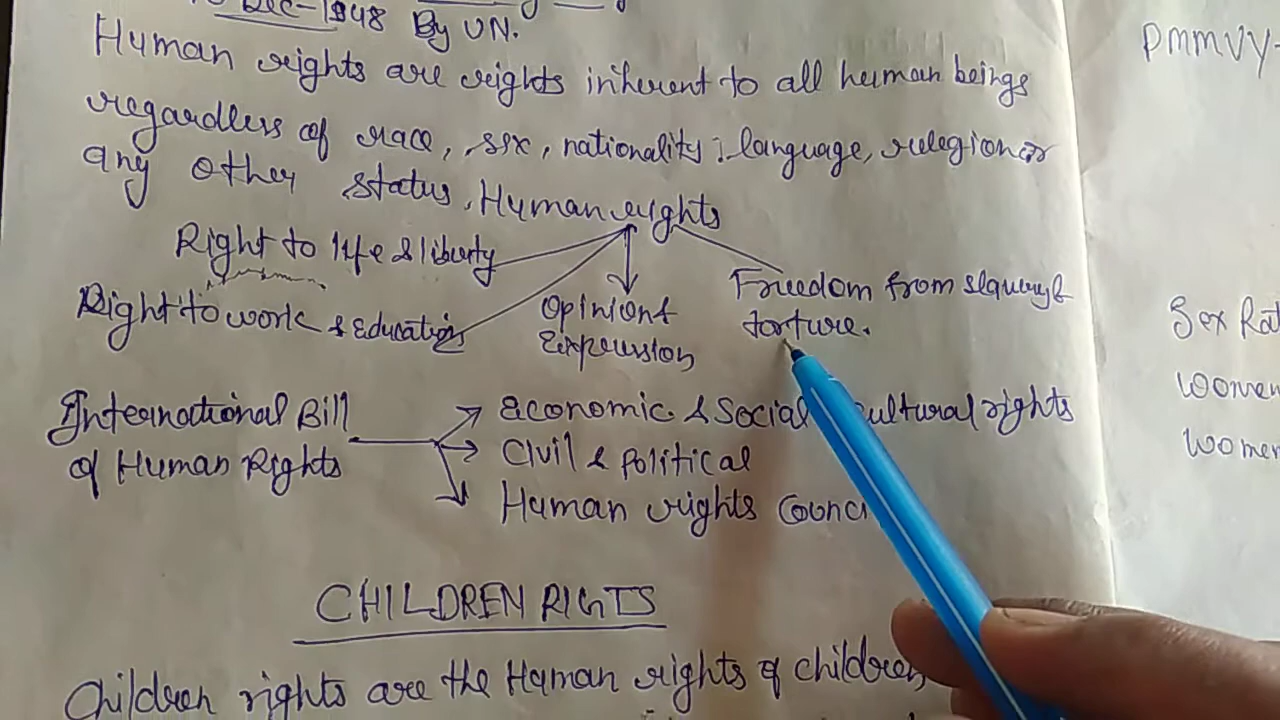 Dec-1948 By UN.
Human rights are rights inherent to all human beings
regardless of race, sex, nationality, language, relegion or
any other status. Human rights
Right to life & liberty
Right to work & Education
Opinion &
Expression
Freedom from slavery &
torture.
International Bill
of Human Rights
Economic & Social cultural rights
Civil & political
Human rights Counci
CHILDREN RIGTS
Children rights are the Human rights of children,
PMMVY-
Sex Rat
women
women